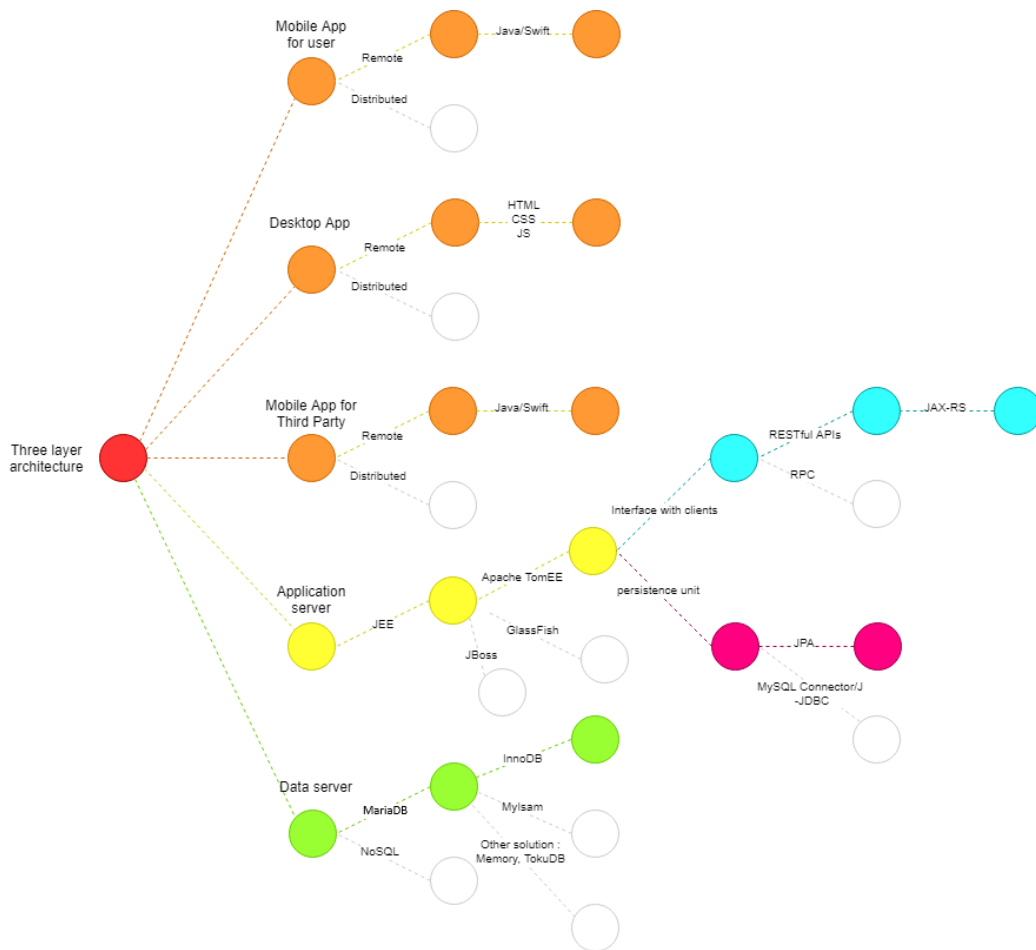 Mobile App
for user
Java/Swift
Remote
Distributed
HTML
CSS
JS
Desktop App
Remote
Distributed
Mobile App for
Third Party
Java/Swift
JAX-RS
Remote
RESTful APIs
Three layer
architecture
Distributed
RPC
Interface with clients
Apache TomEE
Application
server
persistence unit
JEE
GlassFish
JBoss
JPA
MySQL Connector/J
-JDBC
InnoDB
Data server
MariaDB
MyIsam
NoSQL
Other solution :
Memory, TokuDB